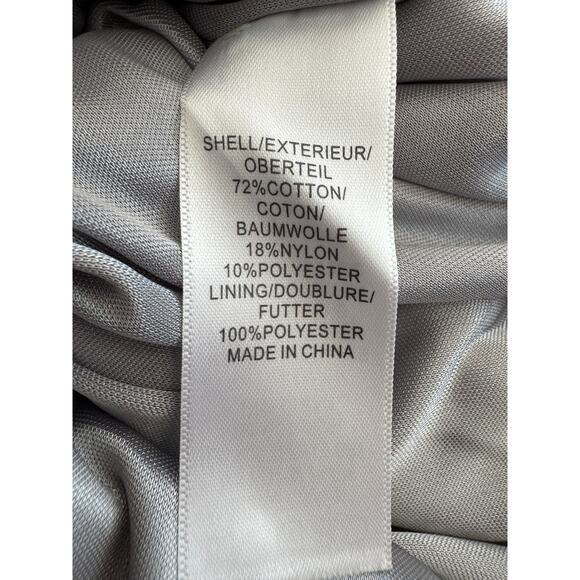 SHELL/EXTERIEUR/
OBERTEIL
72%COTTON/
COTON/
BAUMWOLLE
18%NYLON
10%POLYESTER
LINING/DOUBLURE/
FUTTER
100%POLYESTER
MADE IN CHINA